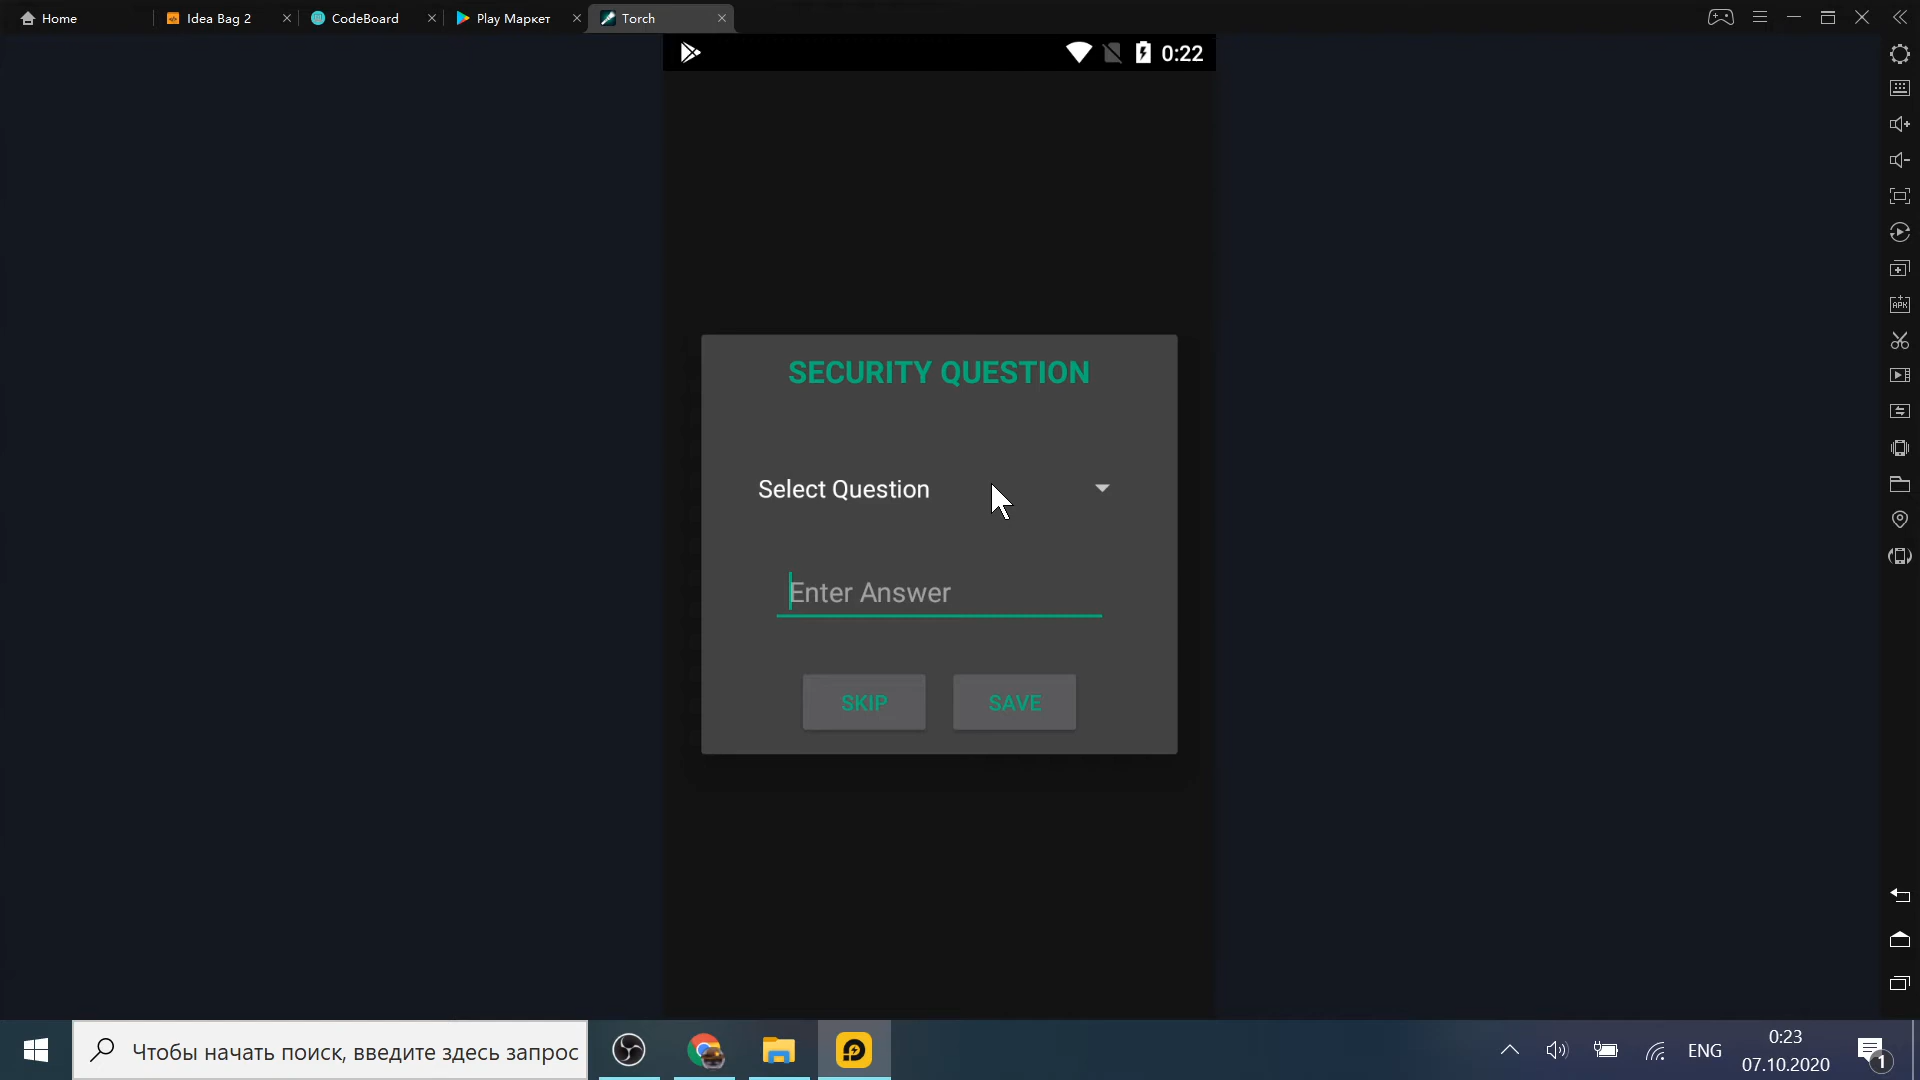 Home
Idea Bag 2
CodeBoard
Play Маркет
Torch
0:22
APK
SECURITY QUESTION
Select Question
Enter Answer
SKIP
SAVE
Чтобы начать поиск, введите здесь запрос
ENG
0:23
07.10.2020
1